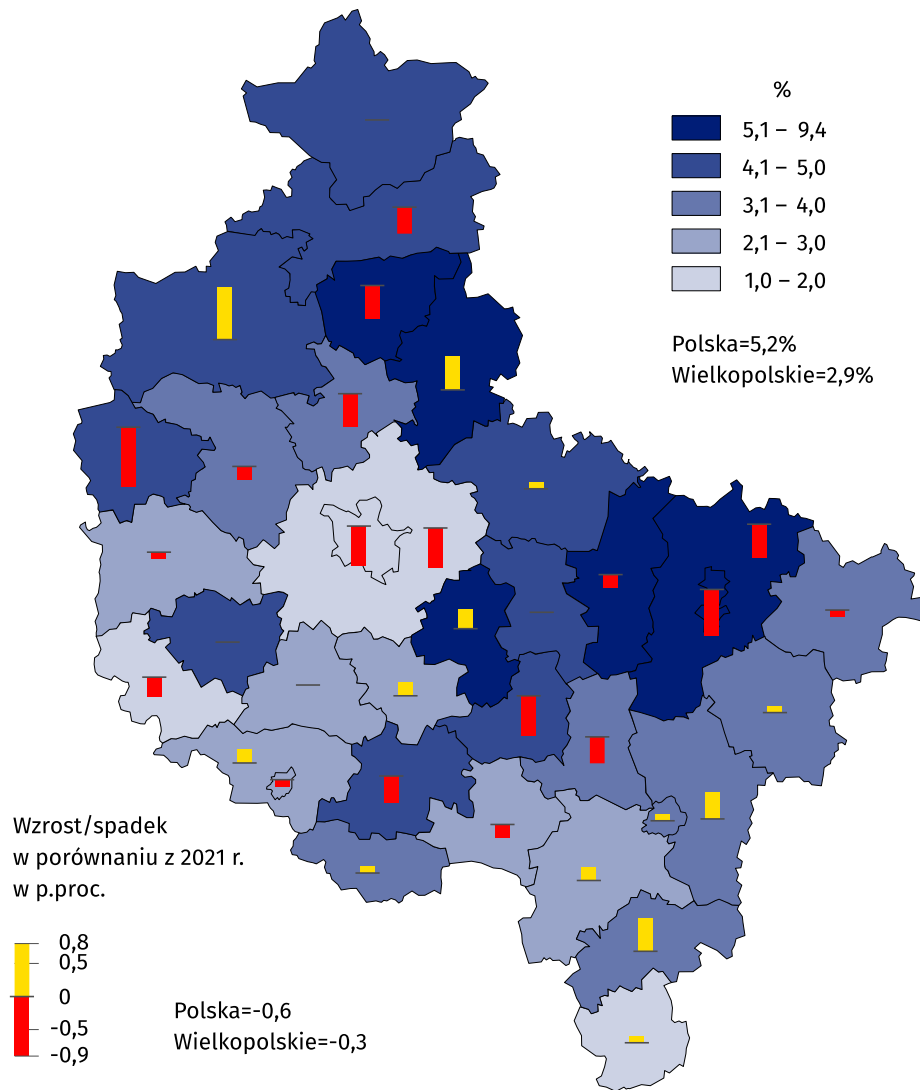 %
5,1 – 9,4
4,1 – 5,0
3,1 – 4,0
2,1 – 3,0
1,0 – 2,0
Polska=5,2%
Wielkopolskie=2,9%
Wzrost/spadek
w porównaniu z 2021 r.
w p.proc.
0,8
0,5
0
-0,5
-0,9
Polska=-0,6
Wielkopolskie=-0,3